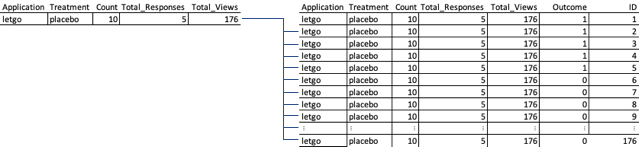 Application Treatment Count Total_Responses Total_Views
letgo placebo 10 5 176
Application Treatment Count Total_Responses Total_Views Outcome ID
letgo placebo 10 5 176 1 1
letgo placebo 10 5 176 1 2
letgo placebo 10 5 176 1 3
letgo placebo 10 5 176 1 4
letgo placebo 10 5 176 1 5
letgo placebo 10 5 176 0 6
letgo placebo 10 5 176 0 7
letgo placebo 10 5 176 0 8
letgo placebo 10 5 176 0 9
⋮ ⋮ ⋮ ⋮ ⋮ ⋮ ⋮
letgo placebo 10 5 176 0 176